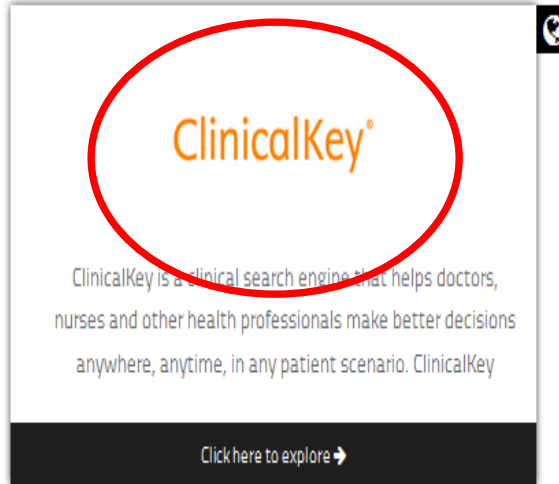 ClinicalKey®
ClinicalKey is a clinical search engine that helps doctors,
nurses and other health professionals make better decisions
anywhere, anytime, in any patient scenario. ClinicalKey
Click here to explore →